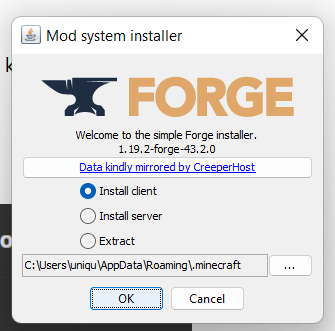 Mod system installer
k
FORGE
Welcome to the simple Forge installer.
1.19.2-forge-43.2.0
Data kindly mirrored by CreeperHost
Install client
Install server
o
Extract
C:\Users\uniqu\AppData\Roaming\.minecraft
...
OK
Cancel